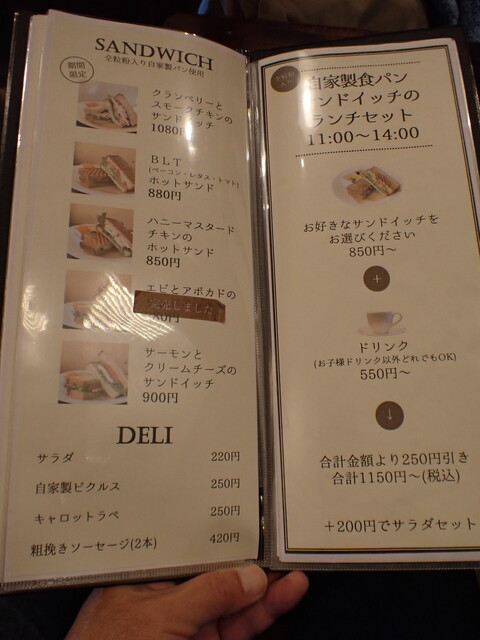 SANDWICH
全粒粉入り自家製パン使用
期間
限定
クランベリーと
スモークチキンの
サンドイッチ
1080円
BLT
(ベーコン・レタス・トマト)
ホットサンド
880円
ハニーマスタード
チキンの
ホットサンド
850円
エビとアボカドの
完売しました
サーモンと
クリームチーズの
サンドイッチ
900円
DELI
サラダ 220円
自家製ピクルス 250円
キャロットラペ 250円
粗挽きソーセージ(2本) 420円
全粒粉
入り
自家製食パン
ンドイッチの
ランチセット
11:00〜14:00
お好きなサンドイッチを
お選びください
850円〜
+
ドリンク
(お子様ドリンク以外どれでもOK)
550円〜
↓
合計金額より250円引き
合計1150円〜(税込)
+200円でサラダセット